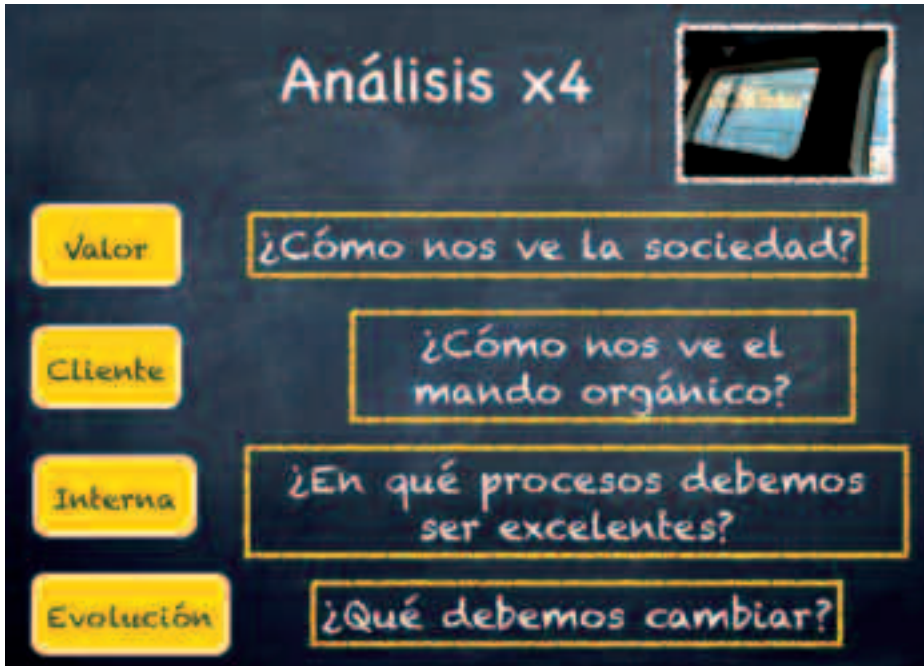 Análisis x4
Valor
¿Cómo nos ve la sociedad?
Cliente
¿Cómo nos ve el
mando orgánico?
Interna
¿En qué procesos debemos
ser excelentes?
Evolución
¿Qué debemos cambiar?